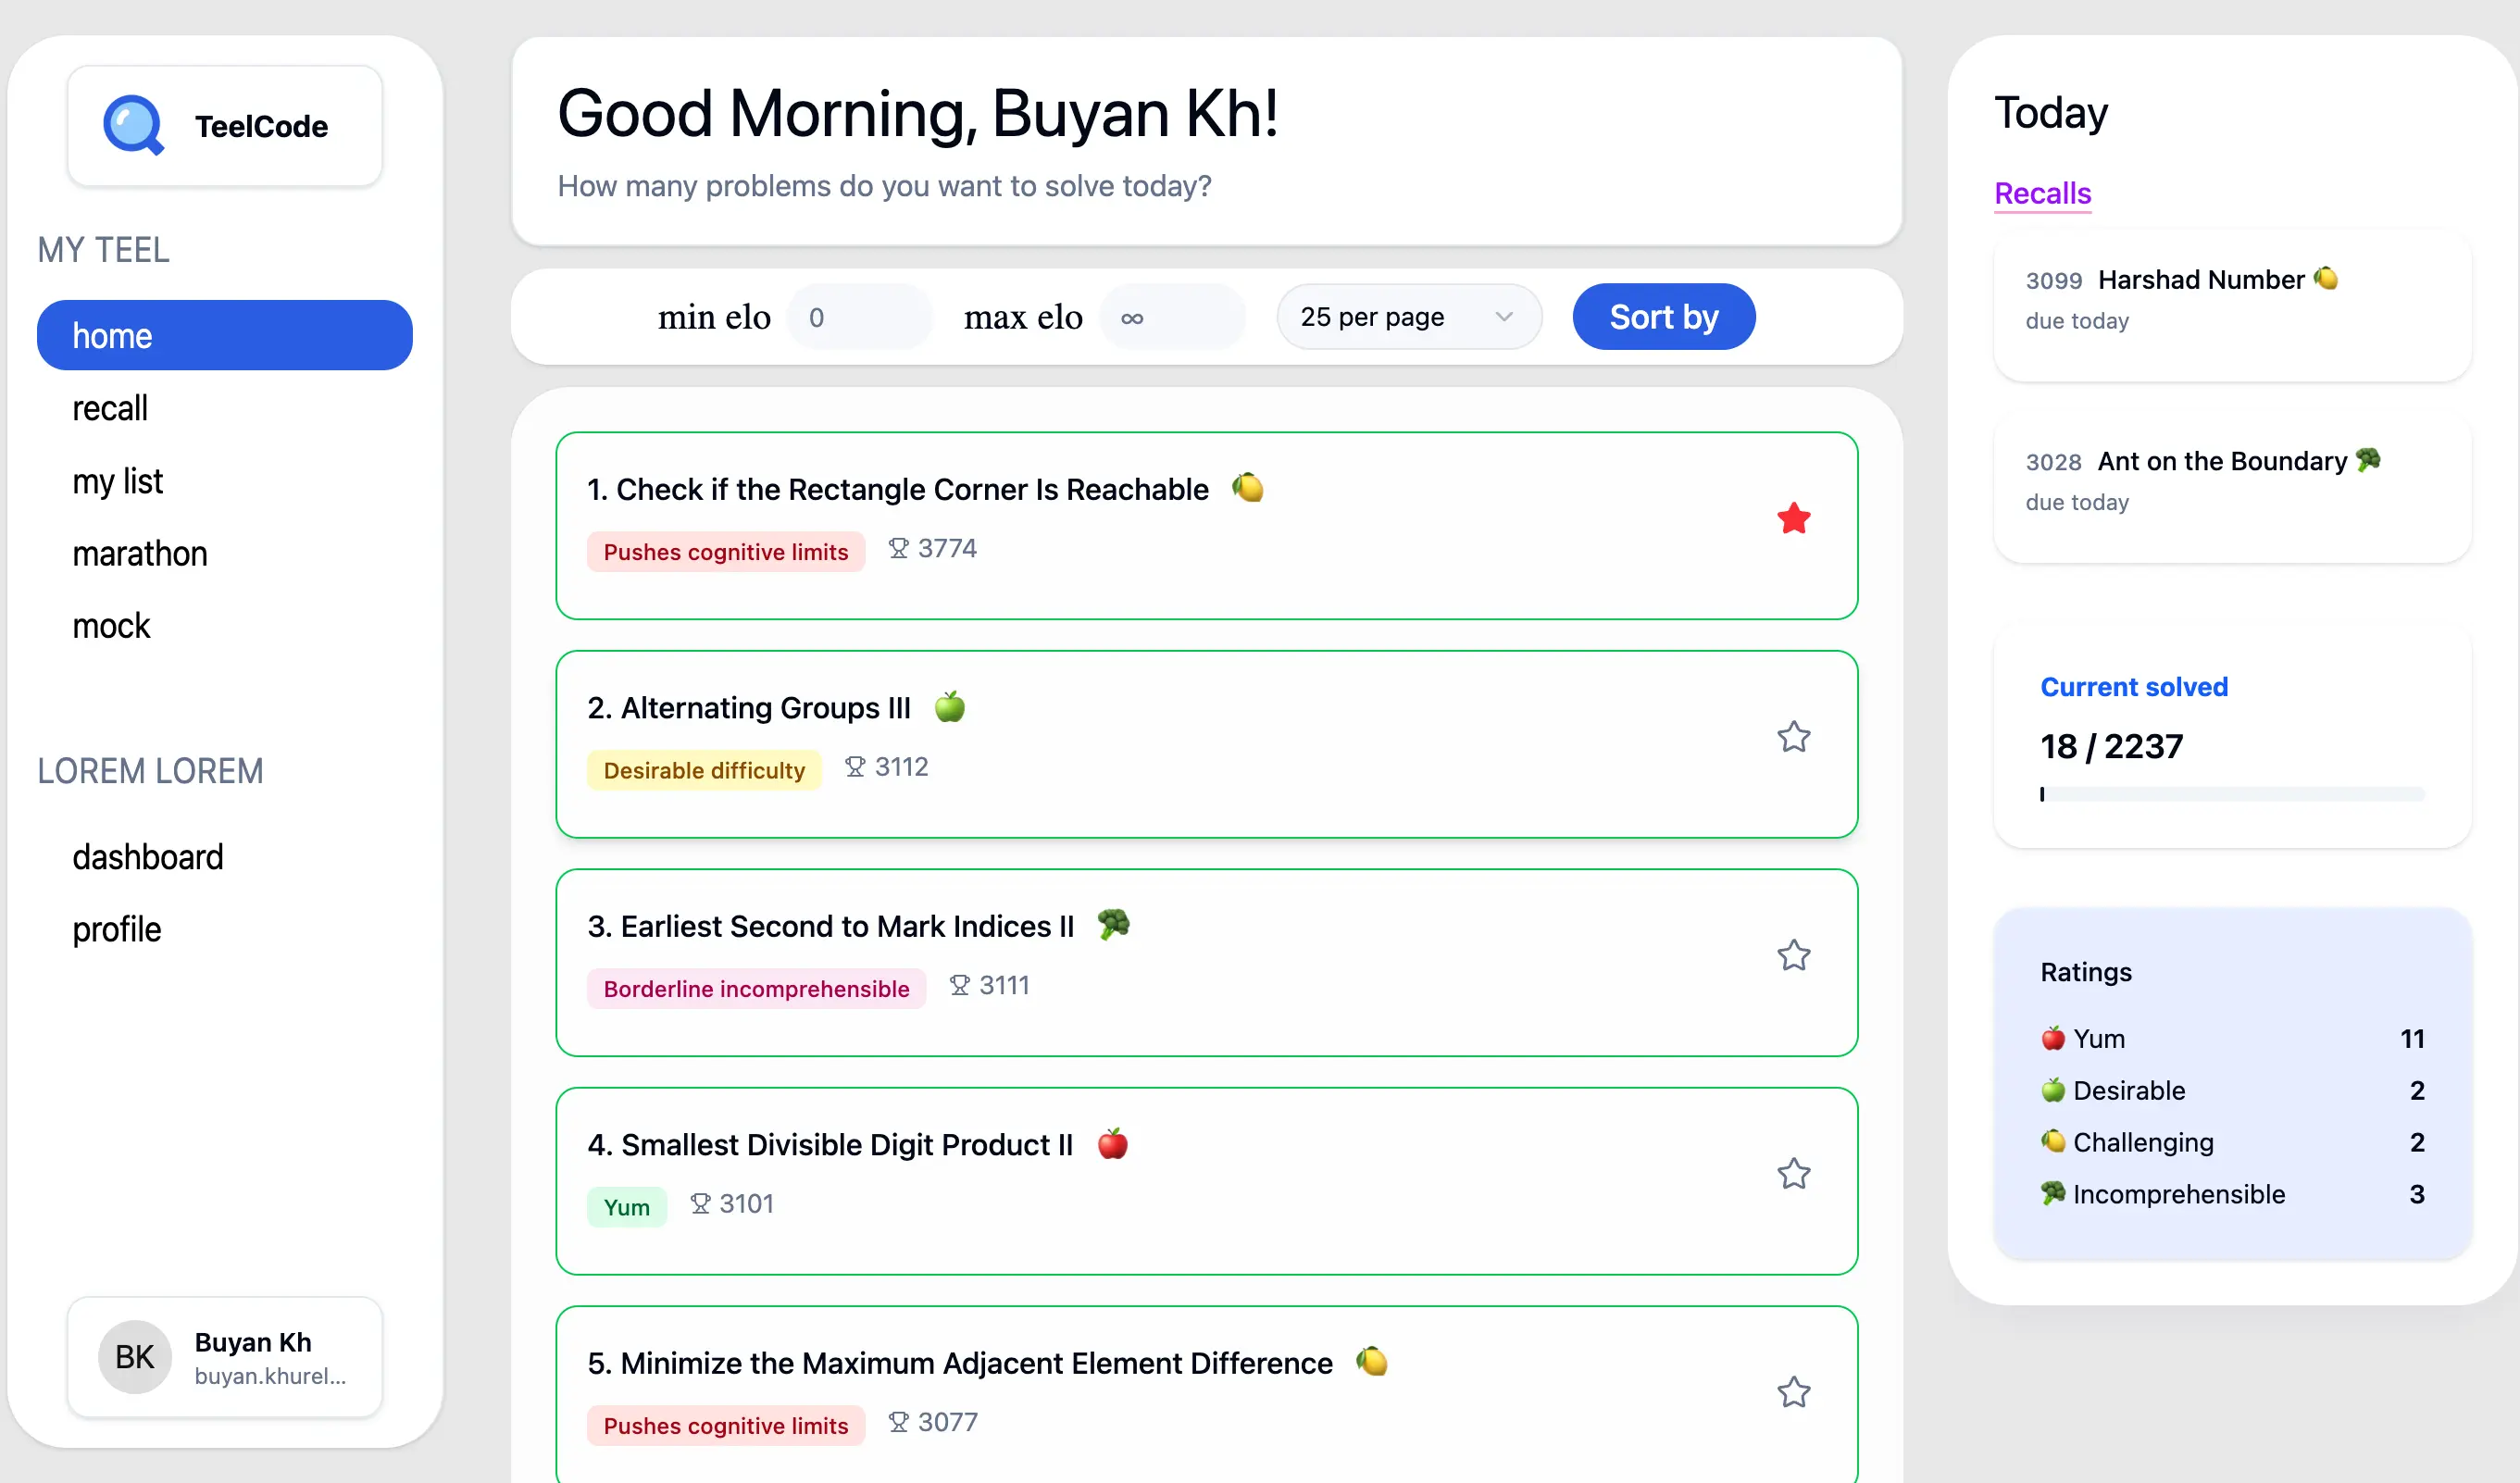 TeelCode
MY TEEL
home
recall
my list
marathon
mock
LOREM LOREM
dashboard
profile
BK
Buyan Kh
buyan.khurel...
Good Morning, Buyan Kh!
How many problems do you want to solve today?
min elo 0 max elo ∞ 25 per page Sort by
1. Check if the Rectangle Corner Is Reachable 🍋
Pushes cognitive limits 3774
2. Alternating Groups III 🍏
Desirable difficulty 3112
3. Earliest Second to Mark Indices II 🥦
Borderline incomprehensible 3111
4. Smallest Divisible Digit Product II 🍎
Yum 3101
5. Minimize the Maximum Adjacent Element Difference 🍋
Pushes cognitive limits 3077
Today
Recalls
3099 Harshad Number 🍋
due today
3028 Ant on the Boundary 🥦
due today
Current solved
18 / 2237
Ratings
🍎 Yum 11
🍏 Desirable 2
🍋 Challenging 2
🥦 Incomprehensible 3